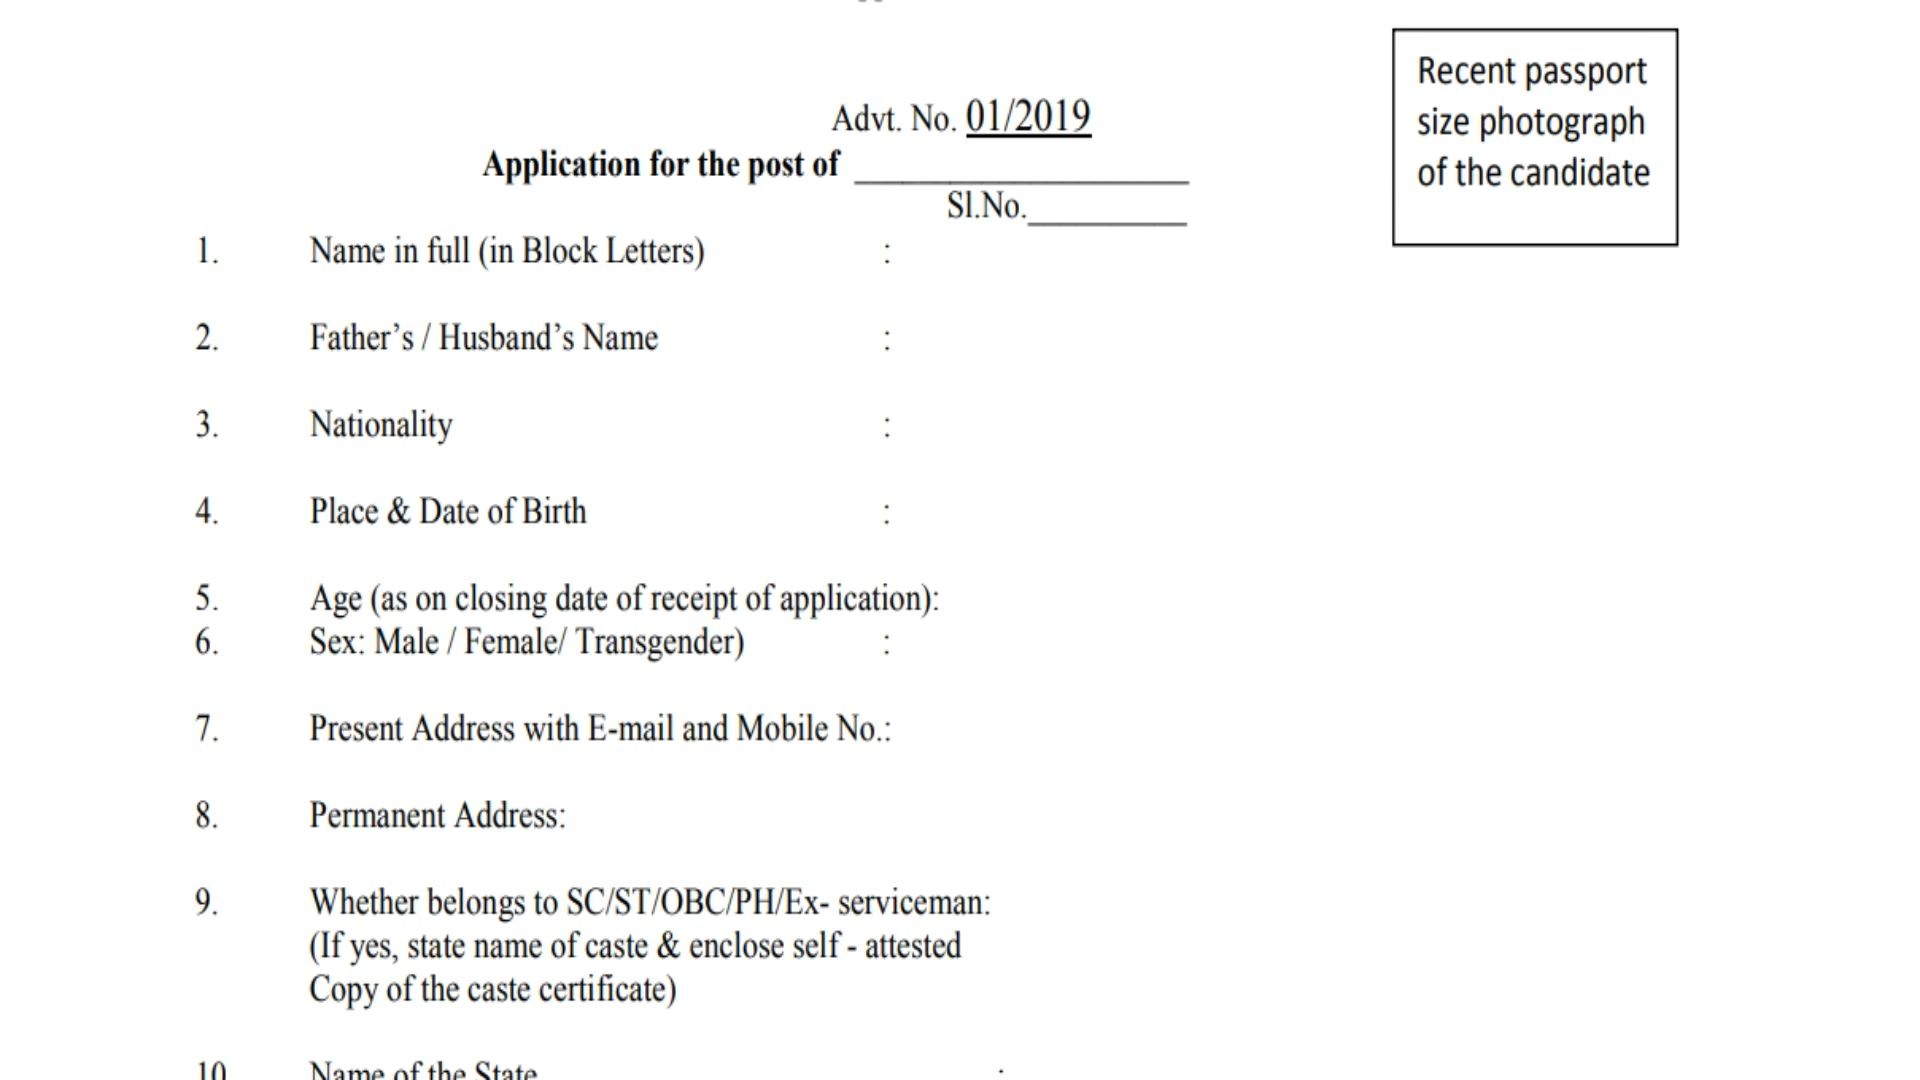 Recent passport
size photograph
of the candidate
Advt. No. 01/2019
Application for the post of ____________________
Sl.No.__________
1. Name in full (in Block Letters) :
2. Father’s / Husband’s Name :
3. Nationality :
4. Place & Date of Birth :
5. Age (as on closing date of receipt of application):
6. Sex: Male / Female/ Transgender) :
7. Present Address with E-mail and Mobile No.:
8. Permanent Address:
9. Whether belongs to SC/ST/OBC/PH/Ex- serviceman:
(If yes, state name of caste & enclose self - attested
Copy of the caste certificate)
10 Name of the State :